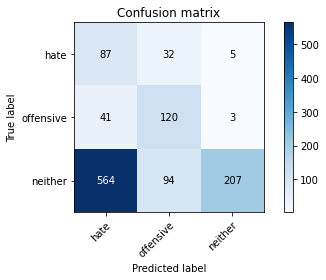 Confusion matrix
hate 87 32 5
offensive 41 120 3
neither 564 94 207
hate offensive neither
Predicted label
True label
500
400
300
200
100